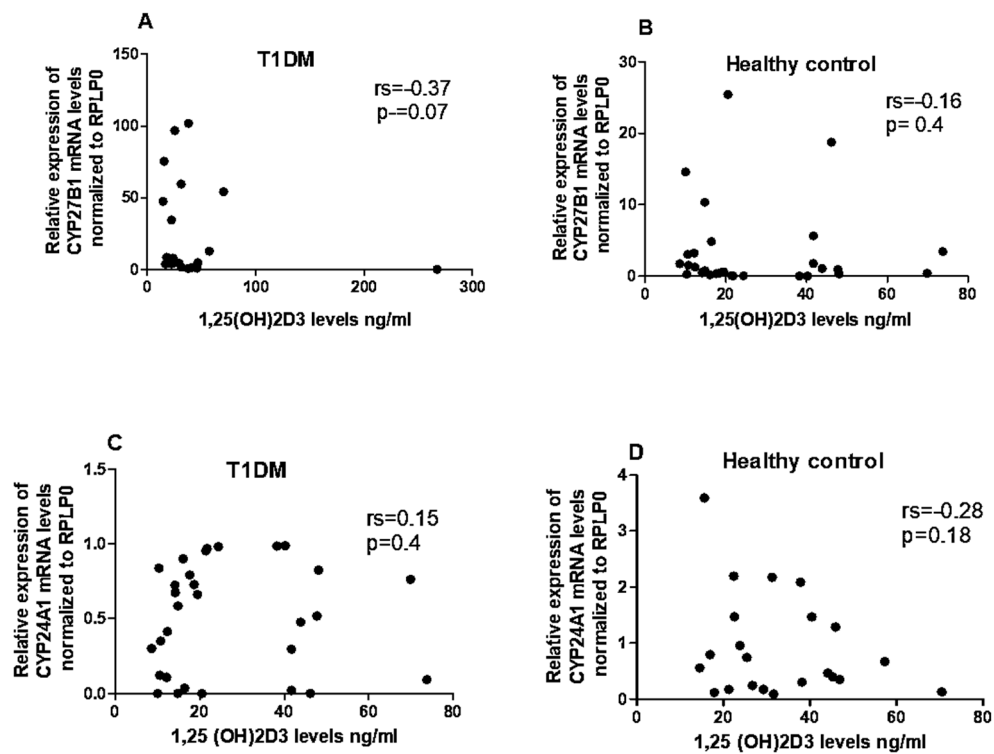 A
T1DM
rs=-0.37
p-=0.07
Relative expression of
CYP27B1 mRNA levels
normalized to RPLP0
150
100
50
0
0 100 200 300
1,25(OH)2D3 levels ng/ml
B
Healthy control
rs=-0.16
p= 0.4
Relative expression of
CYP27B1 mRNA levels
normalized to RPLP0
30
20
10
0
0 20 40 60 80
1,25(OH)2D3 levels ng/ml
C
T1DM
rs=0.15
p=0.4
Relative expression of
CYP24A1 mRNA levels
normalized to RPLP0
1.5
1.0
0.5
0.0
0 20 40 60 80
1,25 (OH)2D3 levels ng/ml
D
Healthy control
rs=-0.28
p=0.18
Relative expression of
CYP24A1 mRNA levels
normalized to RPLP0
4
3
2
1
0
0 10 20 30 40 50 60 70 80
1,25 (OH)2D3 levels ng/ml